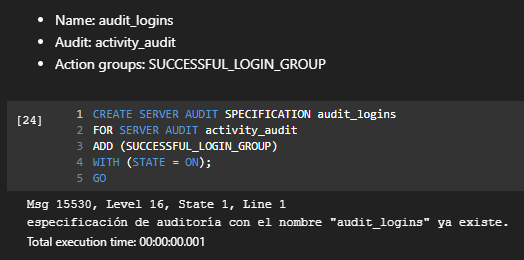 • Name: audit_logins
• Audit: activity_audit
• Action groups: SUCCESSFUL_LOGIN_GROUP
[24]
1 CREATE SERVER AUDIT SPECIFICATION audit_logins
2 FOR SERVER AUDIT activity_audit
3 ADD (SUCCESSFUL_LOGIN_GROUP)
4 WITH (STATE = ON);
5 GO
Msg 15530, Level 16, State 1, Line 1
especificación de auditoría con el nombre "audit_logins" ya existe.
Total execution time: 00:00:00.001